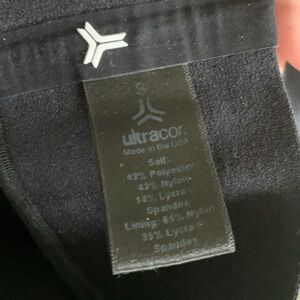 S
ultracor.
Made in the USA
Self:
43% Polyester
43% Nylon
14% Lycra
Spandex
Lining: 65% Nylon
35% Lycra
Spandex